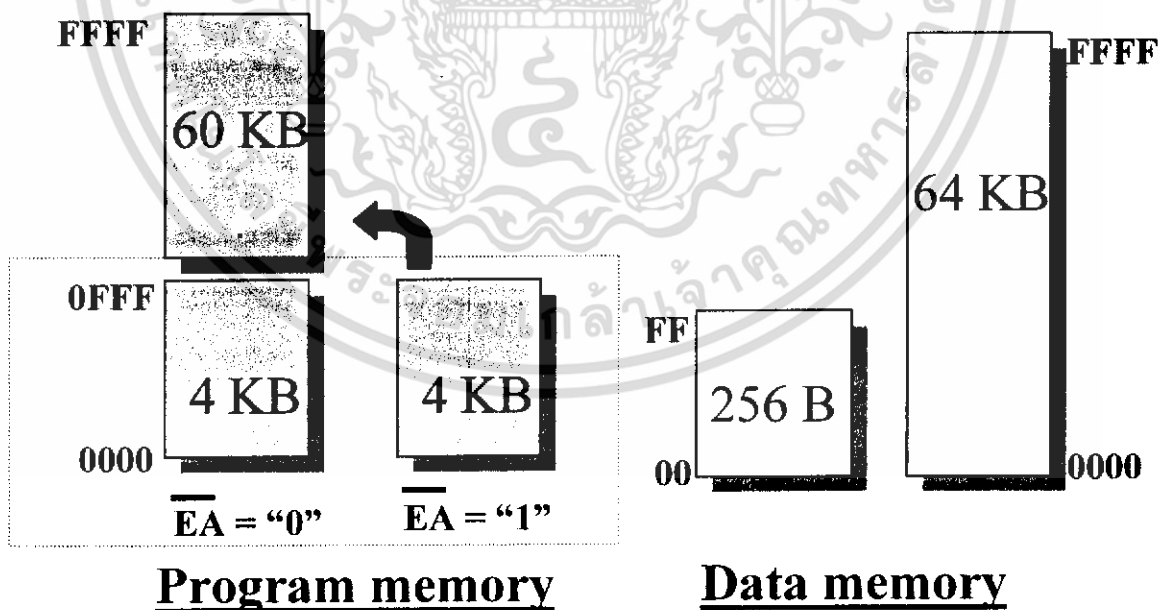 FFFF
60 KB
0FFF
4 KB
0000
EA = “0”
4 KB
EA = “1”
Program memory
FF
256 B
00
FFFF
64 KB
0000
Data memory